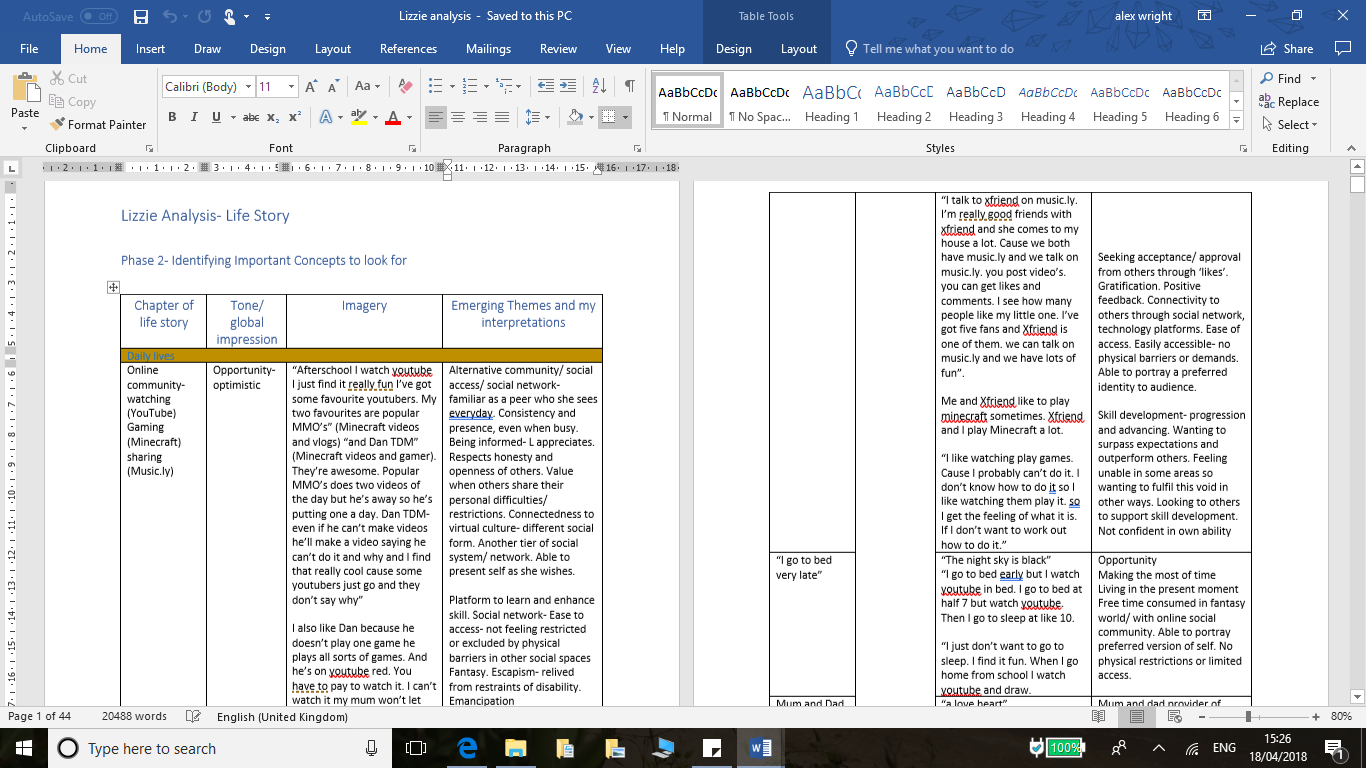 AutoSave Off
Lizzie analysis - Saved to this PC
Table Tools
alex wright
File Home Insert Draw Design Layout References Mailings Review View Help Design Layout Tell me what you want to do Share
Paste
Cut
Copy
Format Painter
Clipboard
Calibri (Body) 11
Font
Paragraph
AaBbCcDc AaBbCcDc AaBbCc AaBbCcE AaBbCcD AaBbCcDc AaBbCcDc AaBbCcDc
¶ Normal ¶ No Spac... Heading 1 Heading 2 Heading 3 Heading 4 Heading 5 Heading 6
Styles
Find
Replace
Select
Editing
Lizzie Analysis- Life Story
Phase 2- Identifying Important Concepts to look for
Chapter of
life story
Tone/
global
impression
Imagery
Emerging Themes and my
interpretations
Daily lives
Online
community-
watching
(YouTube)
Gaming
(Minecraft)
sharing
(Music.ly)
Opportunity-
optimistic
“Afterschool I watch youtube
I just find it really fun I’ve got
some favourite youtubers. My
two favourites are popular
MMO’s” (Minecraft videos
and vlogs) “and Dan TDM”
(Minecraft videos and gamer).
They’re awesome. Popular
MMO’s does two videos of
the day but he’s away so he’s
putting one a day. Dan TDM-
even if he can’t make videos
he’ll make a video saying he
can’t do it and why and I find
that really cool cause some
youtubers just go and they
don’t say why”
I also like Dan because he
doesn’t play one game he
plays all sorts of games. And
he’s on youtube red. You
have to pay to watch it. I can’t
watch it my mum won’t let
Alternative community/ social
access/ social network-
familiar as a peer who she sees
everyday. Consistency and
presence, even when busy.
Being informed- L appreciates.
Respects honesty and
openness of others. Value
when others share their
personal difficulties/
restrictions. Connectedness to
virtual culture- different social
form. Another tier of social
system/ network. Able to
present self as she wishes.
Platform to learn and enhance
skill. Social network- Ease to
access- not feeling restricted
or excluded by physical
barriers in other social spaces
Fantasy. Escapism- relived
from restraints of disability.
Emancipation
“I talk to xfriend on music.ly.
I’m really good friends with
xfriend and she comes to my
house a lot. Cause we both
have music.ly and we talk on
music.ly. you post video’s.
you can get likes and
comments. I see how many
people like my little one. I’ve
got five fans and Xfriend is
one of them. we can talk on
music.ly and we have lots of
fun”.
Me and Xfriend like to play
minecraft sometimes. Xfriend
and I play Minecraft a lot.
“I like watching play games.
Cause I probably can’t do it. I
don’t know how to do it so I
like watching them play it. so
I get the feeling of what it is.
If I don’t want to work out
how to do it.”
Seeking acceptance/ approval
from others through ‘likes’.
Gratification. Positive
feedback. Connectivity to
others through social network,
technology platforms. Ease of
access. Easily accessible- no
physical barriers or demands.
Able to portray a preferred
identity to audience.
Skill development- progression
and advancing. Wanting to
surpass expectations and
outperform others. Feeling
unable in some areas so
wanting to fulfil this void in
other ways. Looking to others
to support skill development.
Not confident in own ability
“I go to bed
very late”
“The night sky is black”
“I go to bed early but I watch
youtube in bed. I go to bed at
half 7 but watch youtube.
Then I go to sleep at like 10.
“I just don’t want to go to
sleep. I find it fun. When I go
home from school I watch
youtube and draw.
Opportunity
Making the most of time
Living in the present moment
Free time consumed in fantasy
world/ with online social
community. Able to portray
preferred version of self. No
physical restrictions or limited
access.
Mum and Dad
“a love heart”
Mum and dad provider of
Page 1 of 44 20488 words English (United Kingdom) 80%
Type here to search
100%
ENG
15:26
18/04/2018